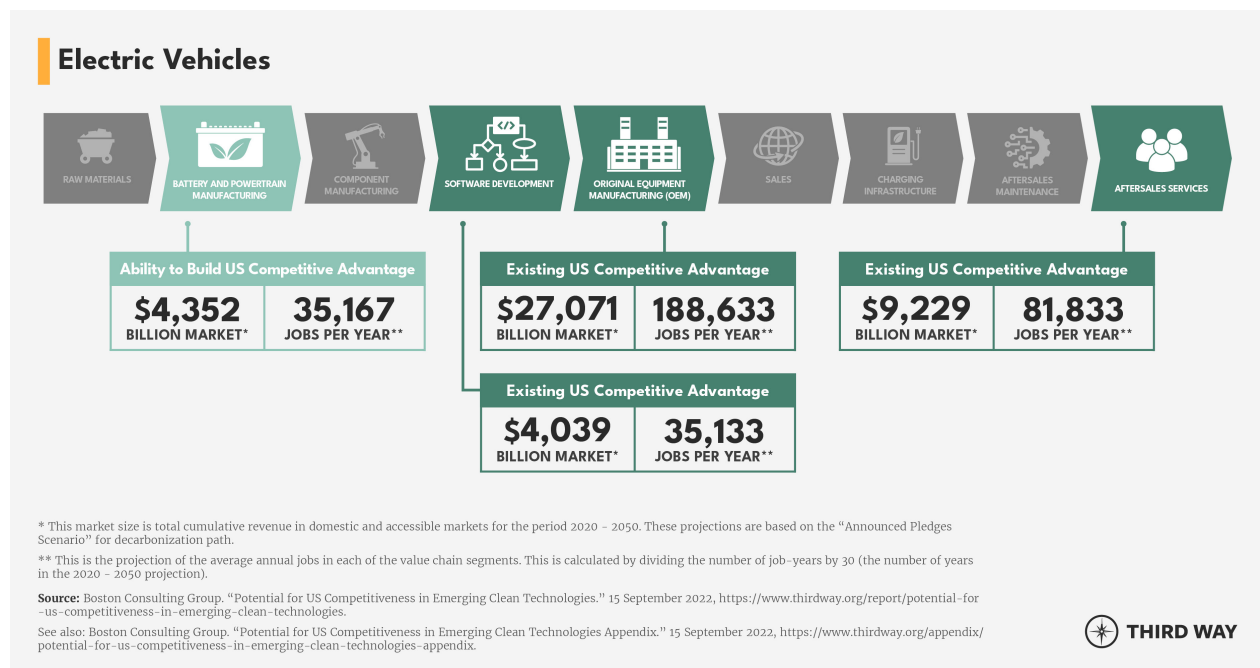 Electric Vehicles
RAW MATERIALS
BATTERY AND POWERTRAIN
MANUFACTURING
COMPONENT
MANUFACTURING
</>
SOFTWARE DEVELOPMENT
ORIGINAL EQUIPMENT
MANUFACTURING (OEM)
SALES
CHARGING
INFRASTRUCTURE
AFTERSALES
MAINTENANCE
AFTERSALES SERVICES
Ability to Build US Competitive Advantage
$4,352
BILLION MARKET*
35,167
JOBS PER YEAR**
Existing US Competitive Advantage
$27,071
BILLION MARKET*
188,633
JOBS PER YEAR**
Existing US Competitive Advantage
$9,229
BILLION MARKET*
81,833
JOBS PER YEAR**
Existing US Competitive Advantage
$4,039
BILLION MARKET*
35,133
JOBS PER YEAR**
* This market size is total cumulative revenue in domestic and accessible markets for the period 2020 - 2050. These projections are based on the “Announced Pledges
Scenario” for decarbonization path.
** This is the projection of the average annual jobs in each of the value chain segments. This is calculated by dividing the number of job-years by 30 (the number of years
in the 2020 - 2050 projection).
Source: Boston Consulting Group. “Potential for US Competitiveness in Emerging Clean Technologies.” 15 September 2022, https://www.thirdway.org/report/potential-for
-us-competitiveness-in-emerging-clean-technologies.
See also: Boston Consulting Group. “Potential for US Competitiveness in Emerging Clean Technologies Appendix.” 15 September 2022, https://www.thirdway.org/appendix/
potential-for-us-competitiveness-in-emerging-clean-technologies-appendix.
THIRD WAY